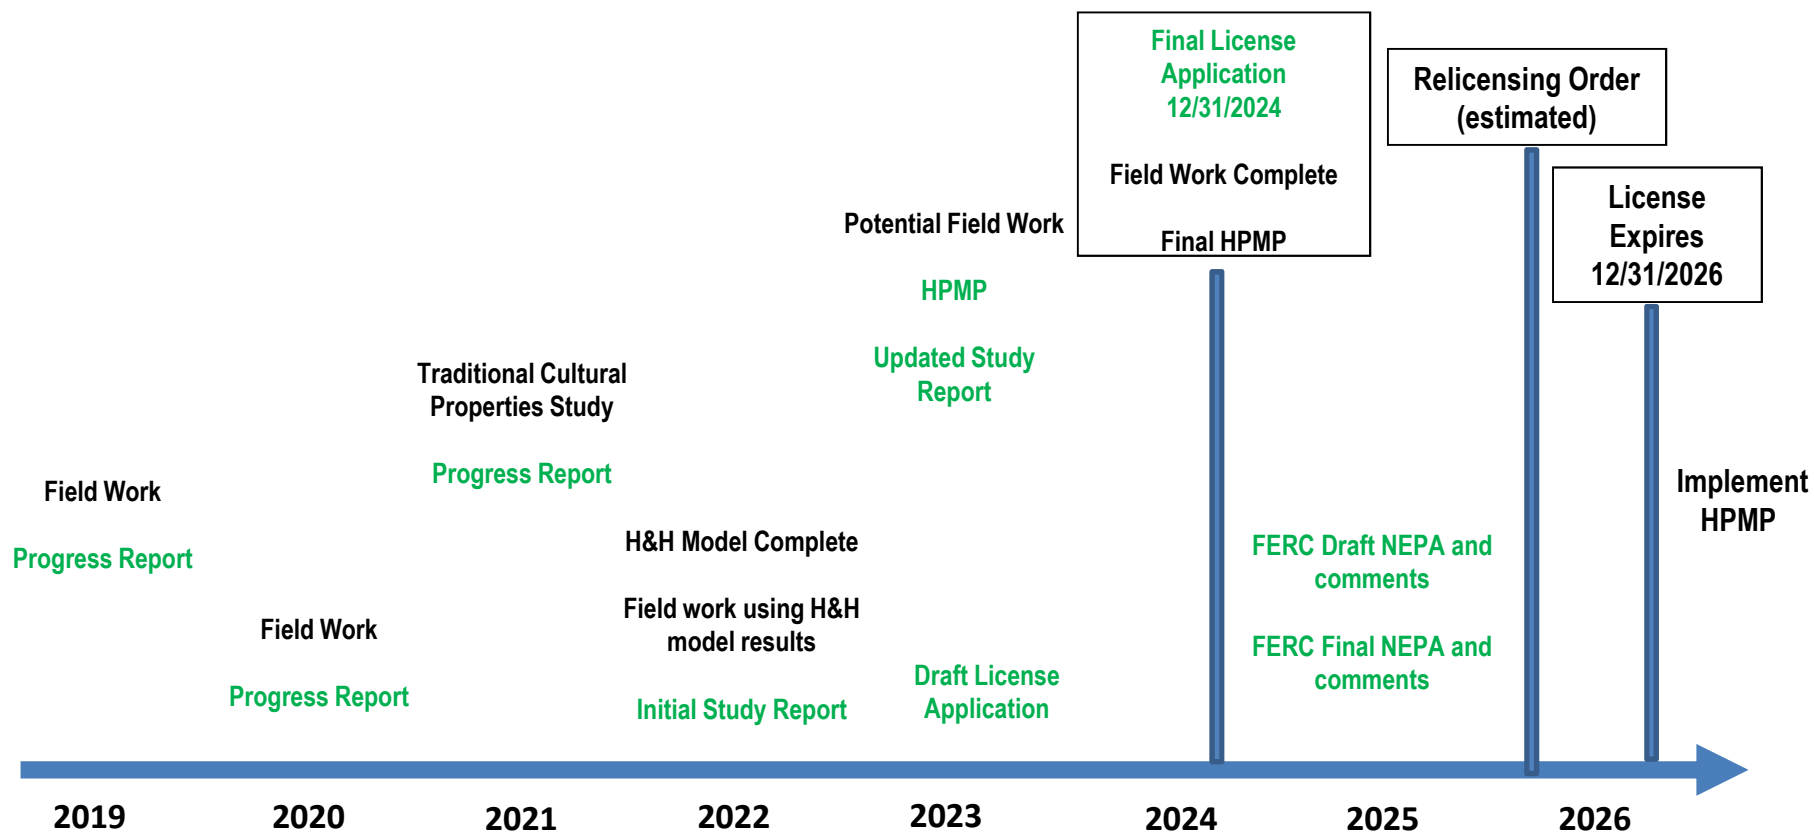 Final License
Application
12/31/2024
Field Work Complete
Final HPMP
Relicensing Order
(estimated)
License
Expires
12/31/2026
Potential Field Work
HPMP
Updated Study
Report
Traditional Cultural
Properties Study
Progress Report
Field Work
Progress Report
H&H Model Complete
Field work using H&H
model results
Initial Study Report
Field Work
Progress Report
Draft License
Application
FERC Draft NEPA and
comments
FERC Final NEPA and
comments
Implement
HPMP
2019
2020
2021
2022
2023
2024
2025
2026